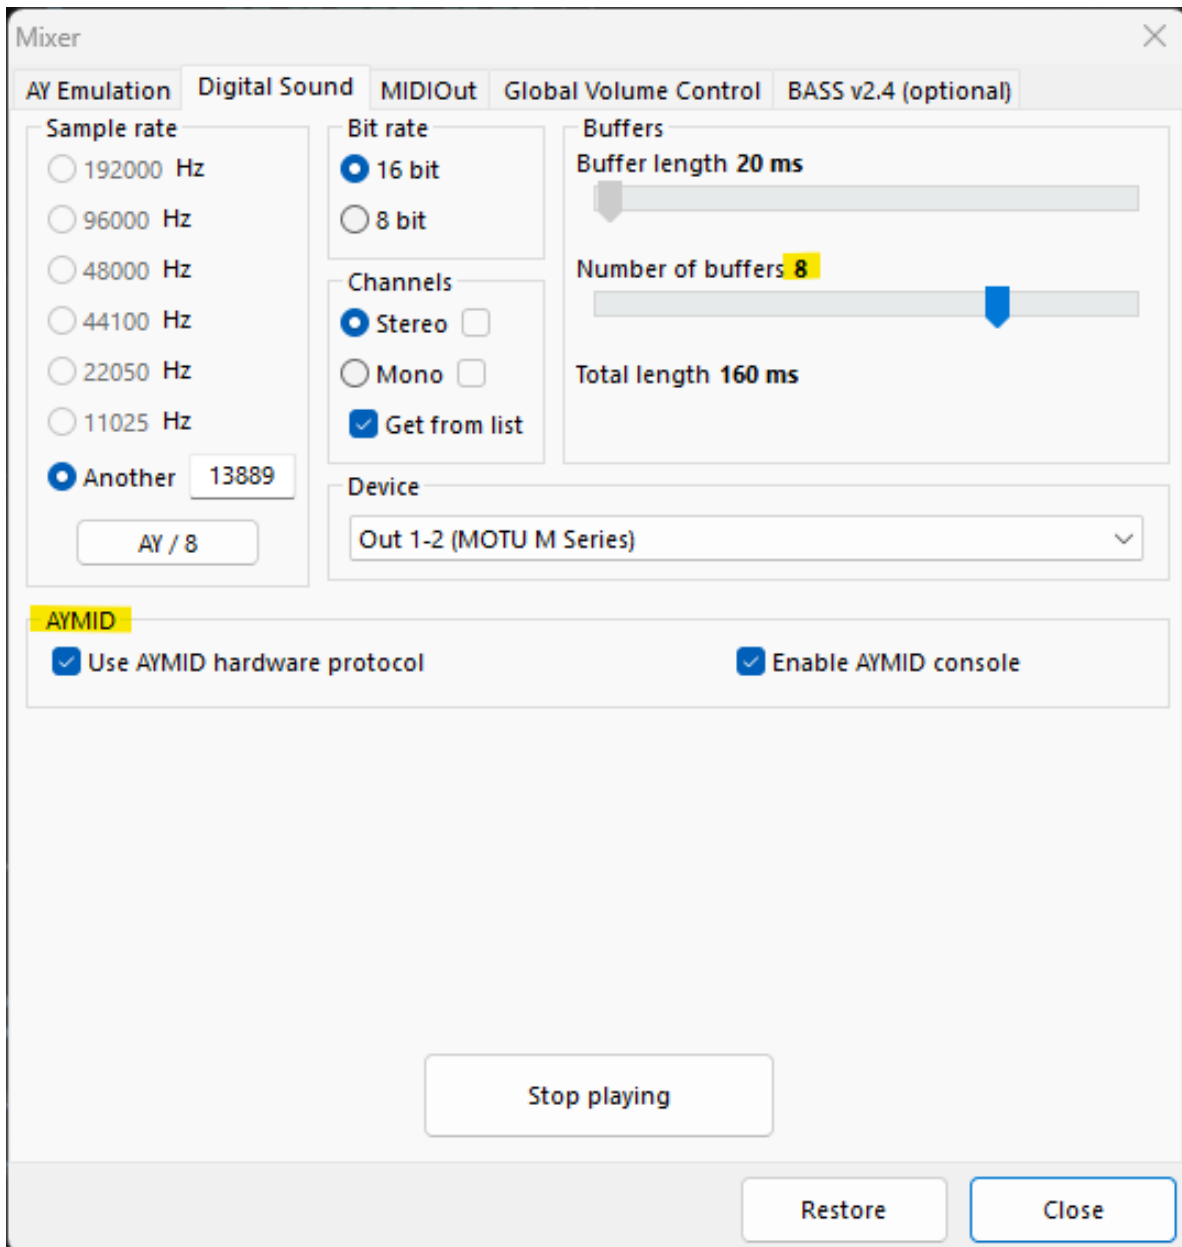 Mixer
AY Emulation Digital Sound MIDIOut Global Volume Control BASS v2.4 (optional)
Sample rate
192000 Hz
96000 Hz
48000 Hz
44100 Hz
22050 Hz
11025 Hz
Another 13889
AY / 8
Bit rate
16 bit
8 bit
Channels
Stereo
Mono
Get from list
Buffers
Buffer length 20 ms
Number of buffers 8
Total length 160 ms
Device
Out 1-2 (MOTU M Series)
AYMID
Use AYMID hardware protocol Enable AYMID console
Stop playing
Restore Close